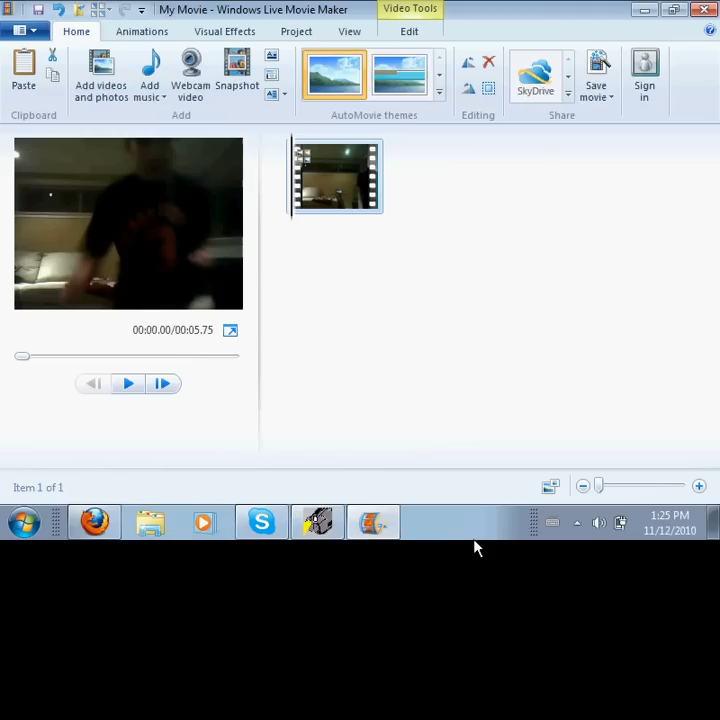 My Movie - Windows Live Movie Maker
Video Tools
Home
Animations
Visual Effects
Project
View
Edit
Paste
Add videos
and photos
Add
music
Webcam
video
Snapshot
SkyDrive
Save
movie
Sign
in
Clipboard
Add
AutoMovie themes
Editing
Share
00:00.00/00:05.75
Item 1 of 1
1:25 PM
11/12/2010